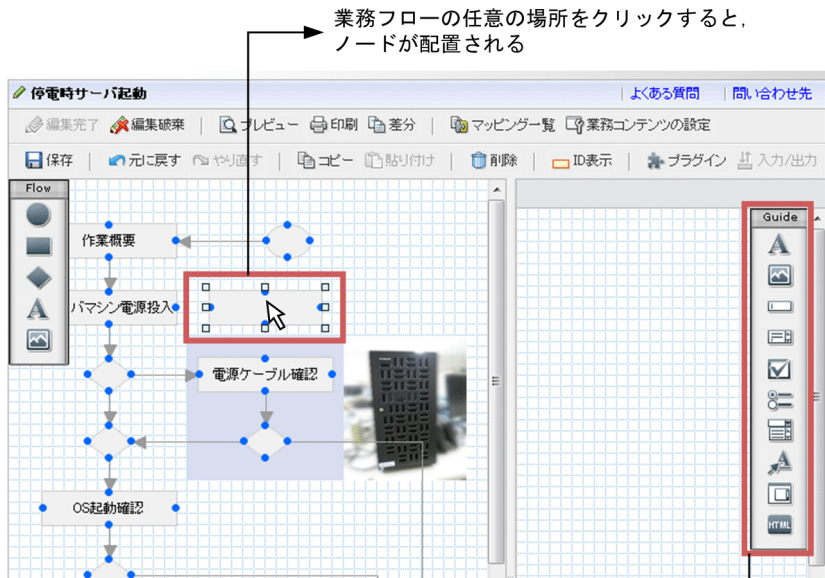 業務フローの任意の場所をクリックすると，
ノードが配置される
停電時サーバ起動
よくある質問 問い合わせ先
編集完了 編集破棄 プレビュー 印刷 差分 マッピング一覧 業務コンテンツの設定
保存 元に戻す やり直す コピー 貼り付け 削除 ID表示 プラグイン 入力/出力
Flow
Guide
作業概要
バマシン電源投入
電源ケーブル確認
OS起動確認
HTML